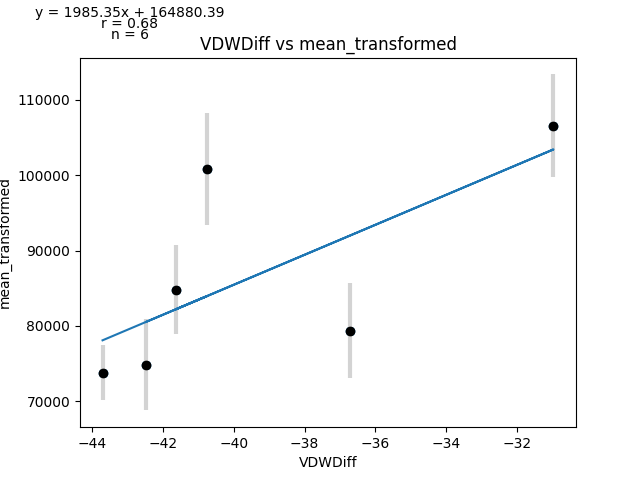 y = 1985.35x + 164880.39
r = 0.68
n = 6
VDWDiff vs mean_transformed
110000
100000
90000
80000
70000
mean_transformed
−44
−42
−40
−38
−36
−34
−32
VDWDiff